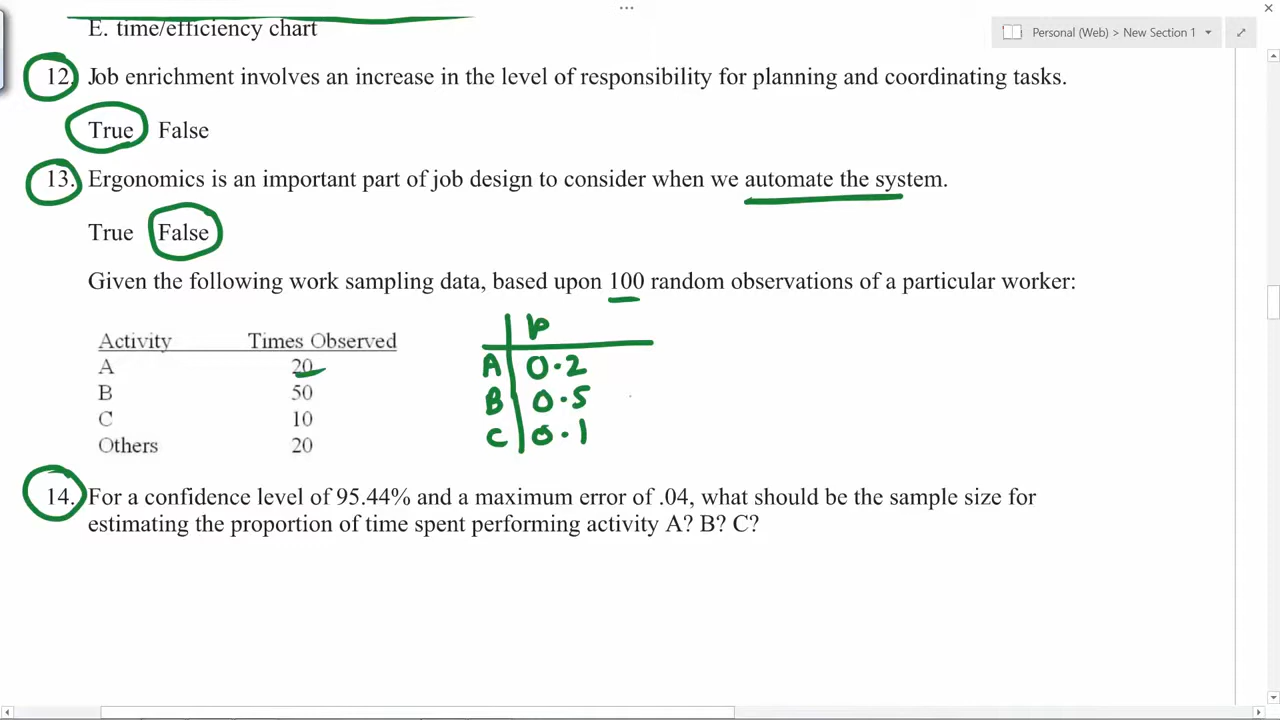 E. time/efficiency chart
Personal (Web) > New Section 1
12. Job enrichment involves an increase in the level of responsibility for planning and coordinating tasks.
True False
13. Ergonomics is an important part of job design to consider when we automate the system.
True False
Given the following work sampling data, based upon 100 random observations of a particular worker:
Activity Times Observed
A 20
B 50
C 10
Others 20
p
A 0.2
B 0.5
C 0.1
14. For a confidence level of 95.44% and a maximum error of .04, what should be the sample size for
estimating the proportion of time spent performing activity A? B? C?